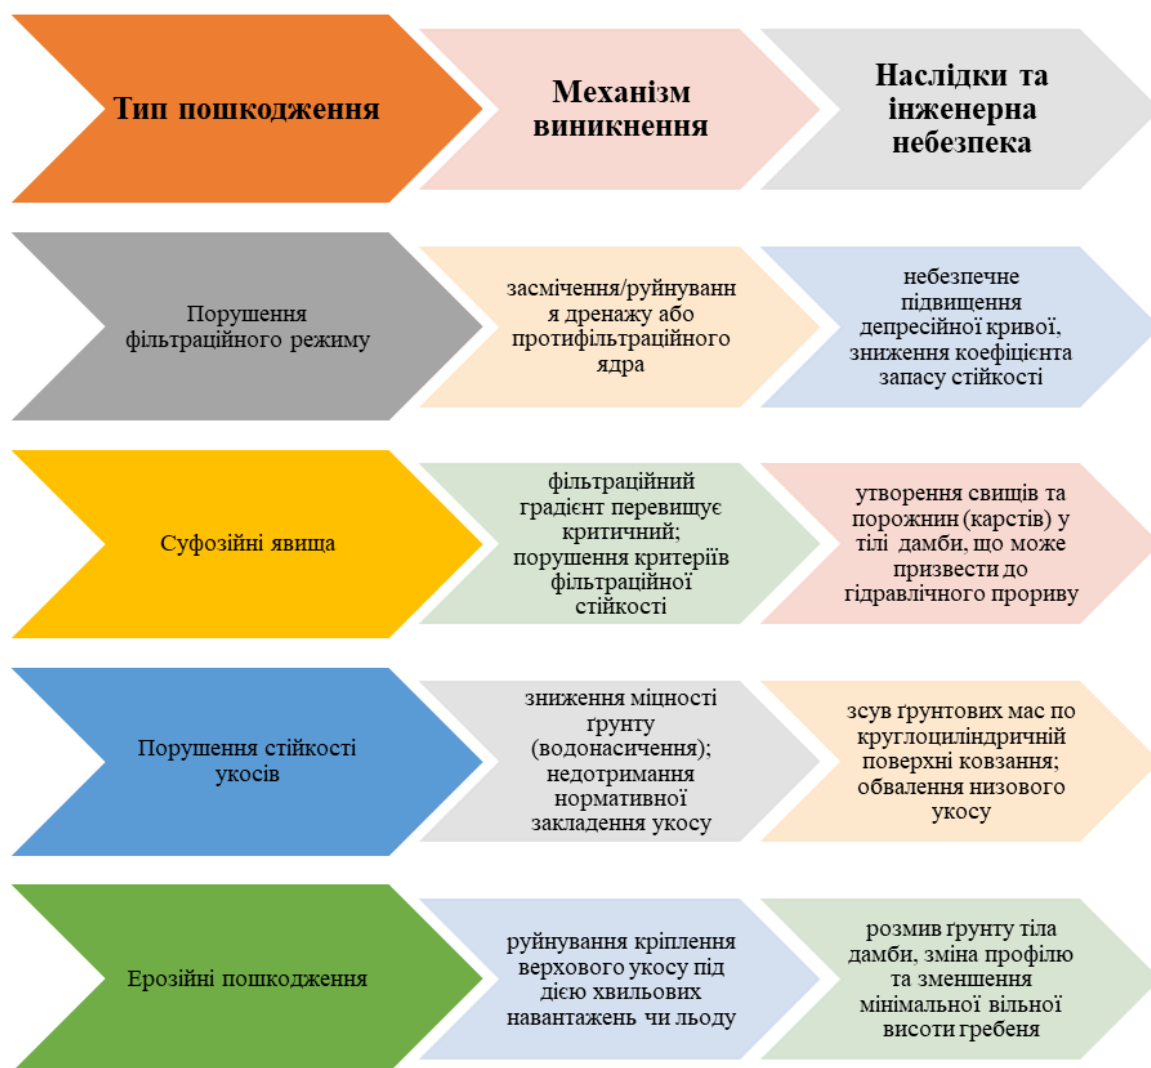 Тип пошкодження
Механізм
виникнення
Наслідки та
інженерна
небезпека
Порушення
фільтраційного режиму
засмічення/руйнуванн
я дренажу або
протифільтраційного
ядра
небезпечне
підвищення
депресійної кривої,
зниження коефіцієнта
запасу стійкості
Суфозійні явища
фільтраційний
градієнт перевищує
критичний;
порушення критеріїв
фільтраційної
стійкості
утворення свищів та
порожнин (карстів) у
тілі дамби, що може
призвести до
гідравлічного прориву
Порушення стійкості
укосів
зниження міцності
ґрунту
(водонасичення);
недотримання
нормативної
закладення укосу
зсув ґрунтових мас по
круглоциліндричній
поверхні ковзання;
обвалення низового
укосу
Ерозійні пошкодження
руйнування кріплення
верхового укосу під
дією хвильових
навантажень чи льоду
розмив ґрунту тіла
дамби, зміна профілю
та зменшення
мінімальної вільної
висоти гребеня